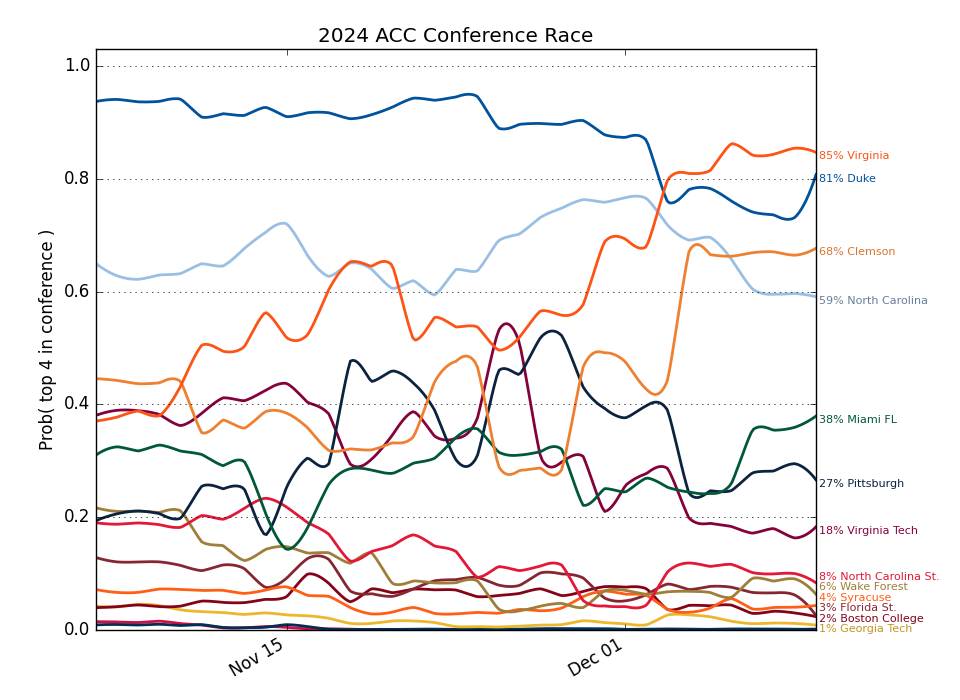 2024 ACC Conference Race
Prob( top 4 in conference )
1.0
0.8
0.6
0.4
0.2
0.0
Nov 15
Dec 01
85% Virginia
81% Duke
68% Clemson
59% North Carolina
38% Miami FL
27% Pittsburgh
18% Virginia Tech
8% North Carolina St.
6% Wake Forest
4% Syracuse
3% Florida St.
2% Boston College
1% Georgia Tech